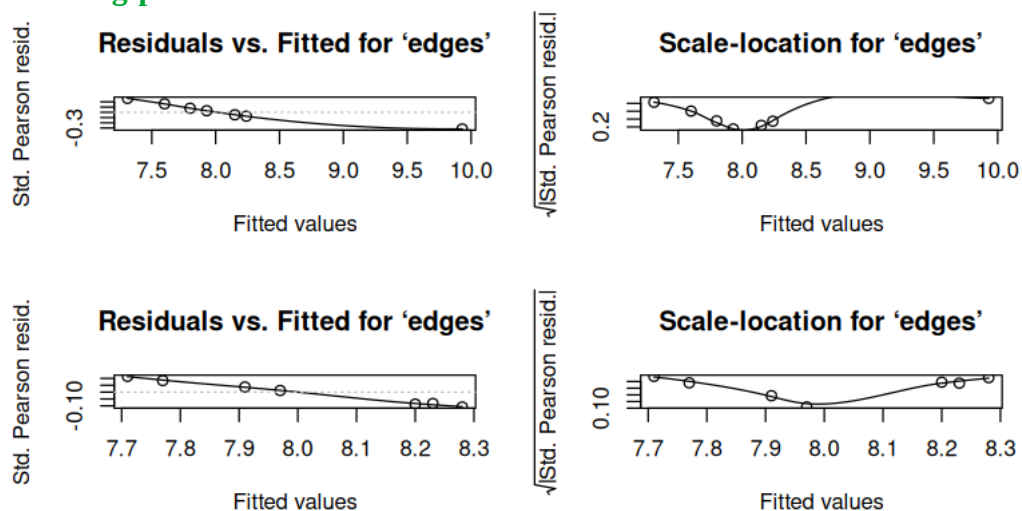 Residuals vs. Fitted for ‘edges’
Std. Pearson resid.
-0.3
7.5 8.0 8.5 9.0 9.5 10.0
Fitted values
Scale-location for ‘edges’
√|Std. Pearson resid.|
0.2
7.5 8.0 8.5 9.0 9.5 10.0
Fitted values
Residuals vs. Fitted for ‘edges’
Std. Pearson resid.
-0.10
7.7 7.8 7.9 8.0 8.1 8.2 8.3
Fitted values
Scale-location for ‘edges’
√|Std. Pearson resid.|
0.10
7.7 7.8 7.9 8.0 8.1 8.2 8.3
Fitted values